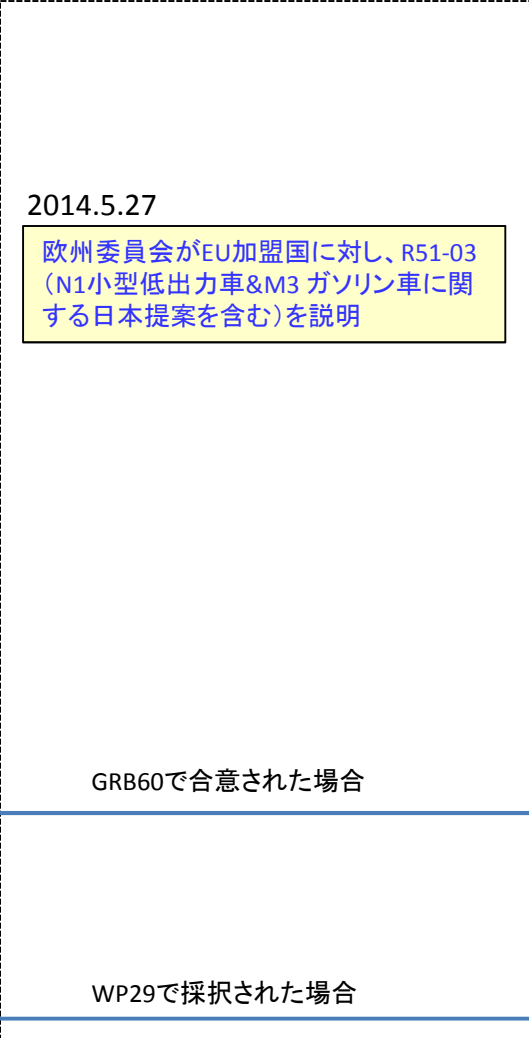 2014.5.27
欧州委員会がEU加盟国に対し、R51-03
（N1小型低出力車&M3 ガソリン車に関
する日本提案を含む）を説明
GRB60で合意された場合
WP29で採択された場合